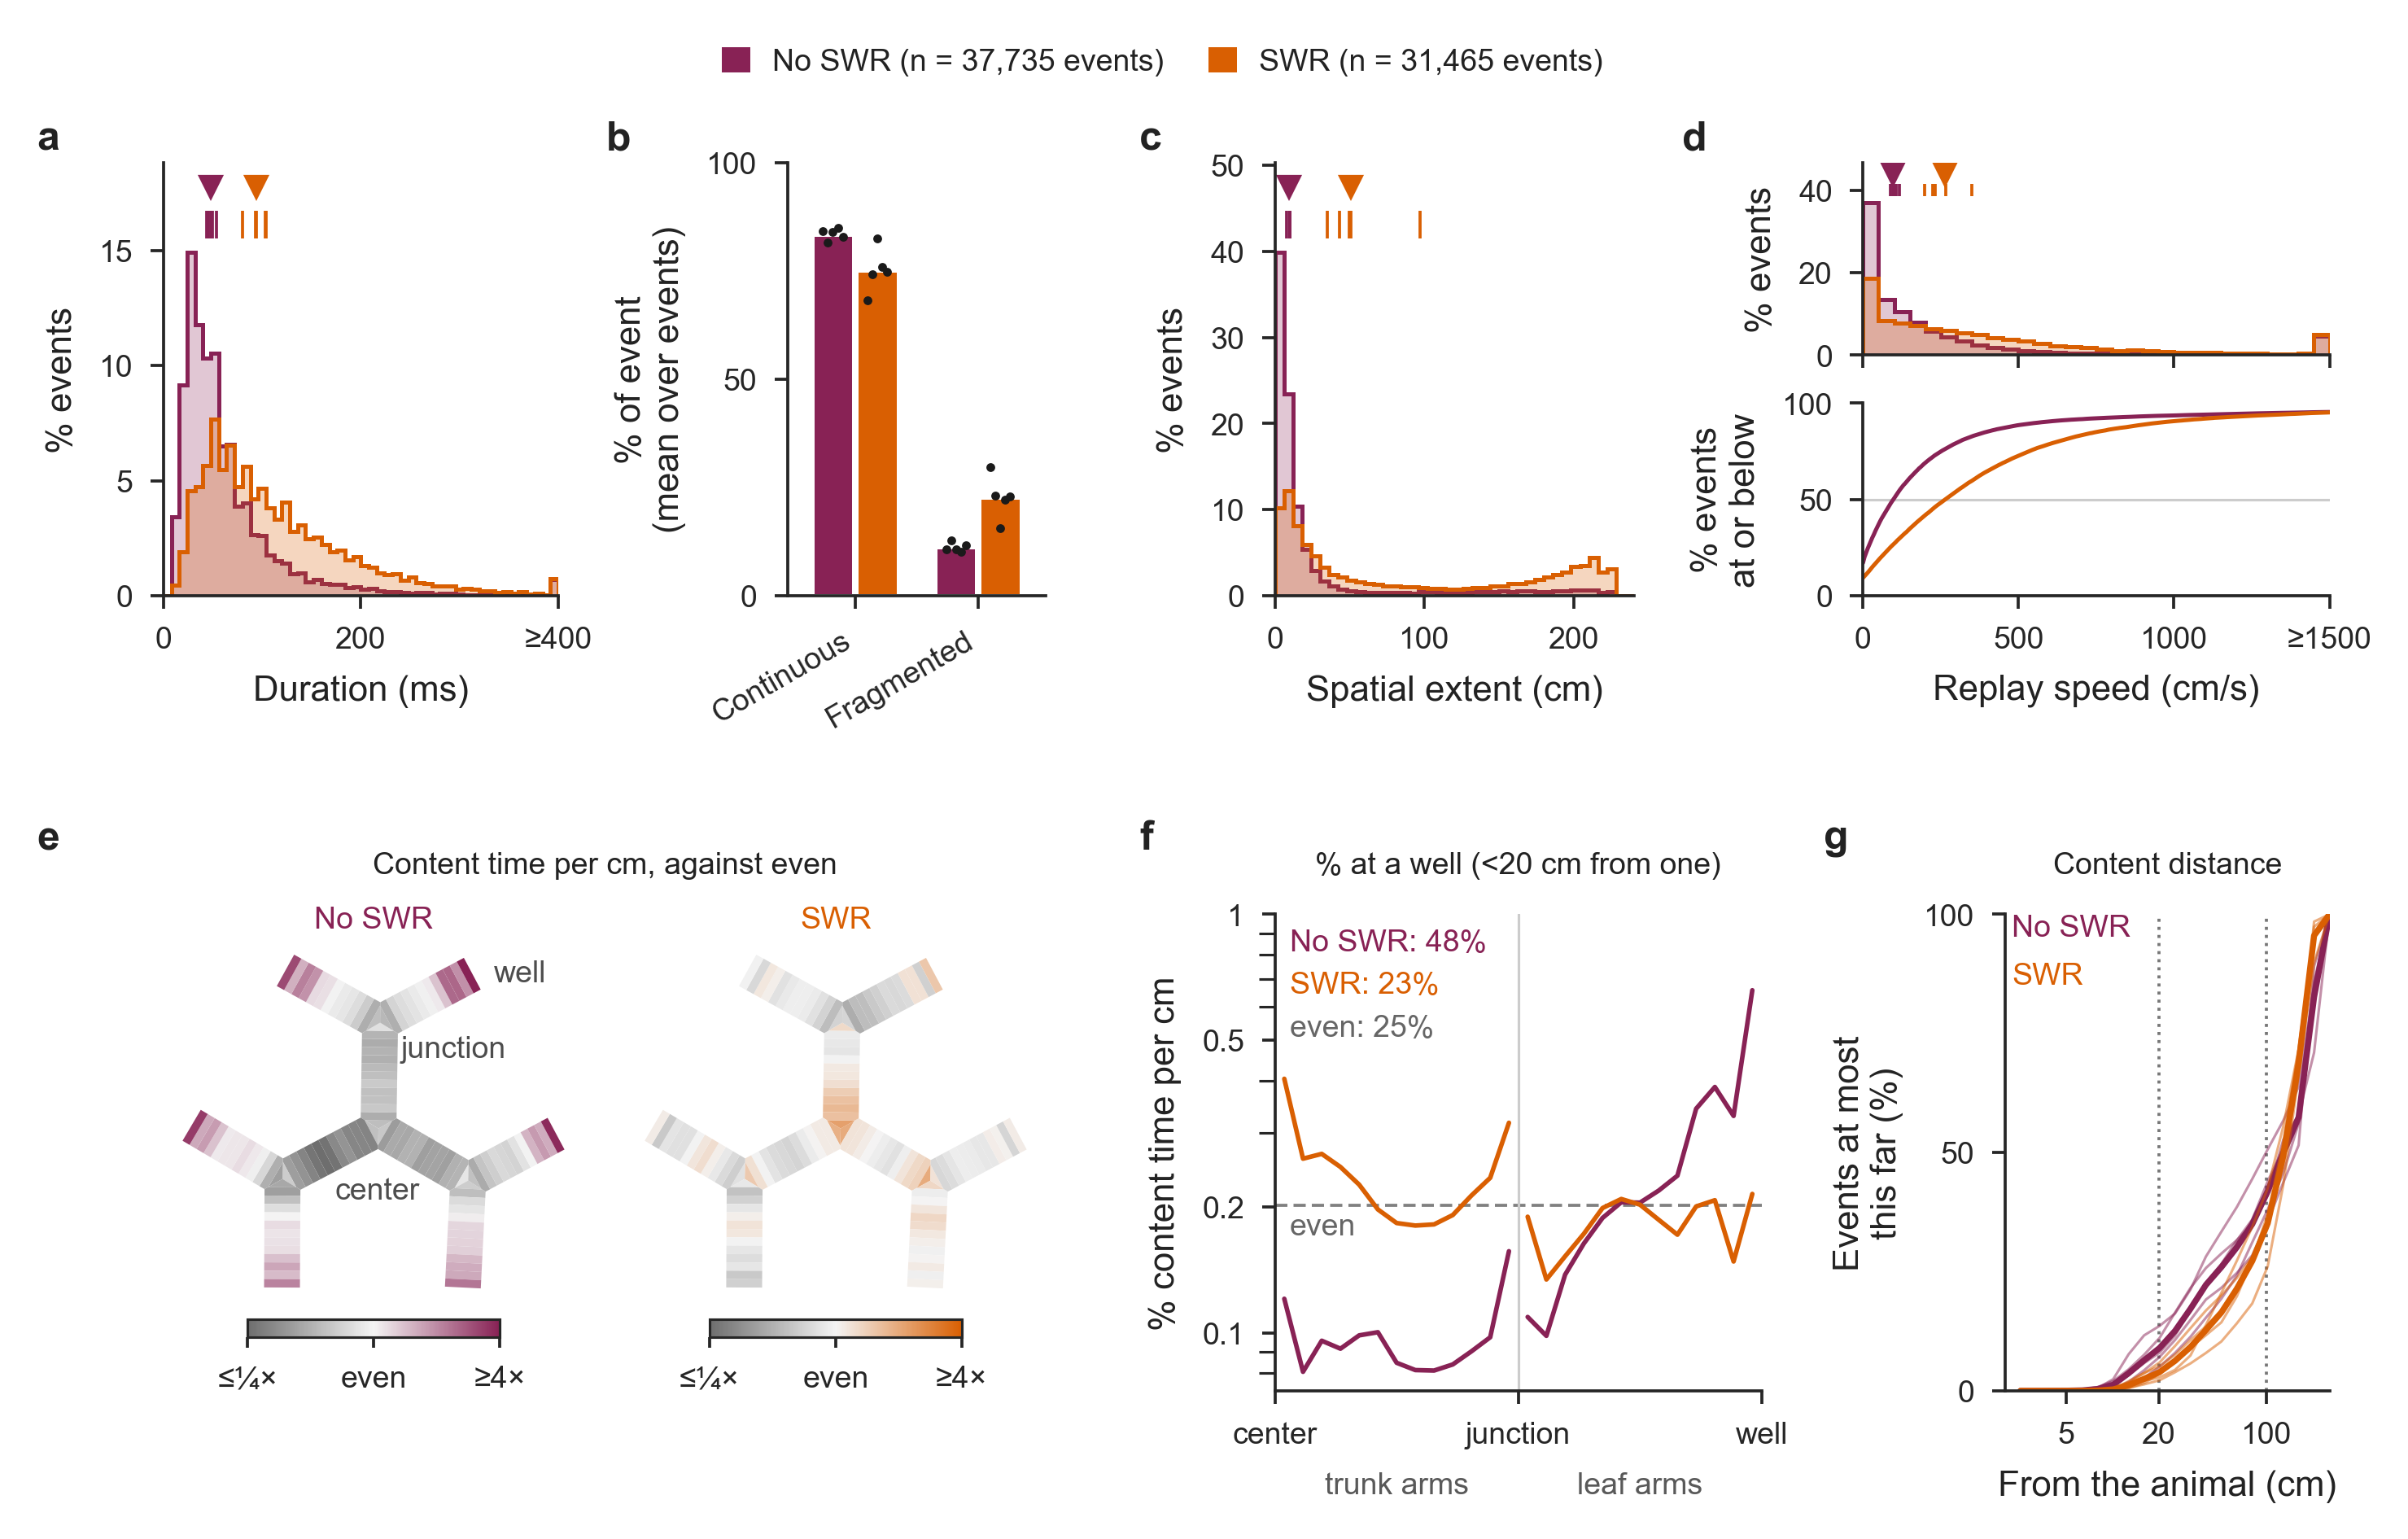 No SWR (n = 37,735 events)
SWR (n = 31,465 events)
a
% events
15
10
5
0
0
200
≥400
Duration (ms)
b
% of event
(mean over events)
100
50
0
Continuous
Fragmented
c
% events
50
40
30
20
10
0
0
100
200
Spatial extent (cm)
d
% events
40
20
0
% events
at or below
100
50
0
0
500
1000
≥1500
Replay speed (cm/s)
e
Content time per cm, against even
No SWR
SWR
well
junction
center
≤¼×
even
≥4×
≤¼×
even
≥4×
f
% at a well (<20 cm from one)
% content time per cm
1
0.5
0.2
0.1
No SWR: 48%
SWR: 23%
even: 25%
even
center
junction
well
trunk arms
leaf arms
g
Content distance
Events at most
this far (%)
100
50
0
No SWR
SWR
5
20
100
From the animal (cm)